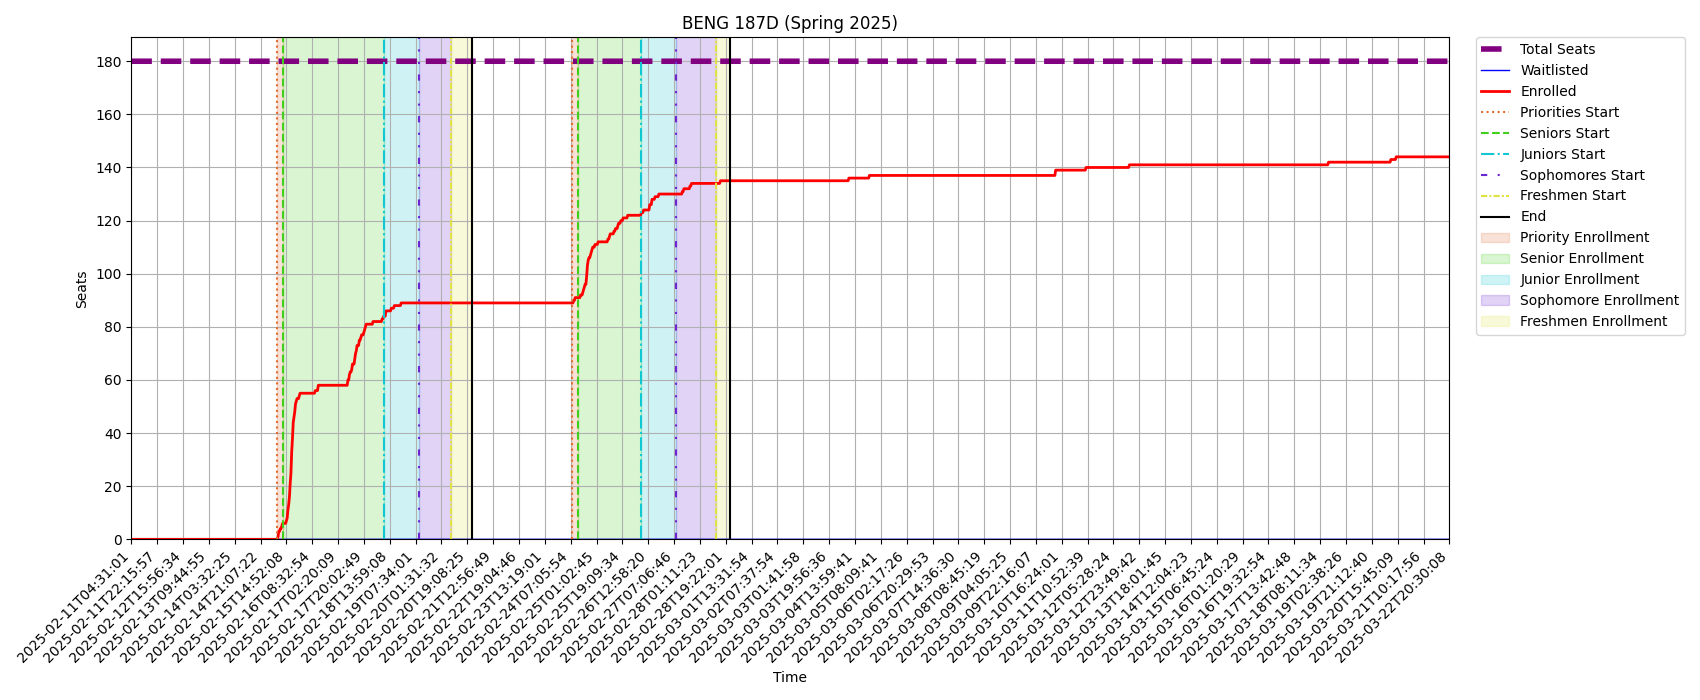 BENG 187D (Spring 2025)
Total Seats
Waitlisted
Enrolled
Priorities Start
Seniors Start
Juniors Start
Sophomores Start
Freshmen Start
End
Priority Enrollment
Senior Enrollment
Junior Enrollment
Sophomore Enrollment
Freshmen Enrollment
Seats
180
160
140
120
100
80
60
40
20
0
2025-02-11T04:31:01
2025-02-11T22:15:57
2025-02-12T15:56:34
2025-02-13T09:44:55
2025-02-14T03:32:25
2025-02-14T21:07:22
2025-02-15T14:52:08
2025-02-16T08:32:54
2025-02-17T02:20:09
2025-02-17T20:02:49
2025-02-18T13:59:08
2025-02-19T07:34:01
2025-02-20T01:31:32
2025-02-20T19:08:25
2025-02-21T12:56:49
2025-02-22T19:04:46
2025-02-23T13:19:01
2025-02-24T07:05:54
2025-02-25T01:02:45
2025-02-25T19:09:34
2025-02-26T12:58:20
2025-02-27T07:06:46
2025-02-28T01:11:23
2025-02-28T19:22:01
2025-03-01T13:31:54
2025-03-02T07:37:54
2025-03-03T01:41:58
2025-03-03T19:56:36
2025-03-04T13:59:41
2025-03-05T08:09:41
2025-03-06T02:17:26
2025-03-06T20:29:53
2025-03-07T14:36:30
2025-03-08T08:45:19
2025-03-09T04:05:25
2025-03-09T22:16:07
2025-03-10T16:24:01
2025-03-11T10:52:39
2025-03-12T05:28:24
2025-03-12T23:49:42
2025-03-13T18:01:45
2025-03-14T12:04:23
2025-03-15T06:45:24
2025-03-16T01:20:29
2025-03-16T19:32:54
2025-03-17T13:42:48
2025-03-18T08:11:34
2025-03-19T02:38:26
2025-03-19T21:12:40
2025-03-20T15:45:09
2025-03-21T10:17:56
2025-03-22T20:30:08
Time